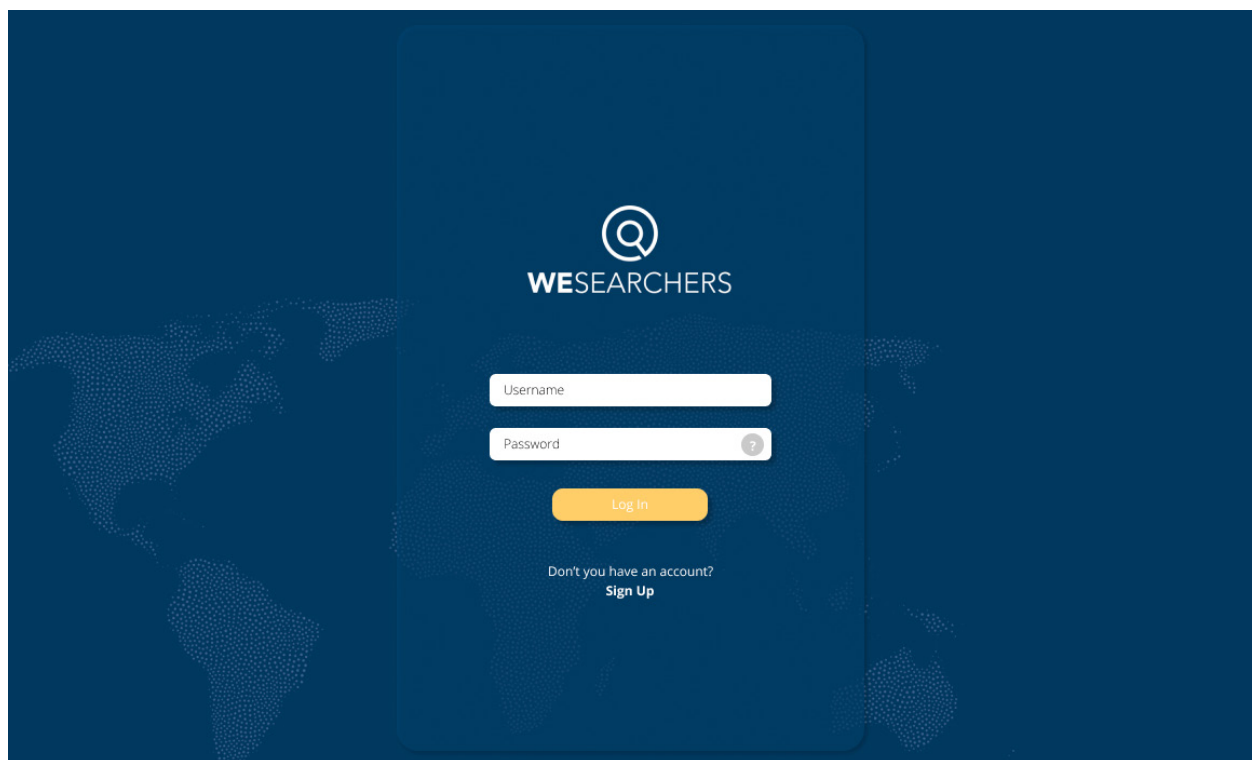 WESEARCHERS
Username
Password
?
Log In
Don't you have an account?
Sign Up